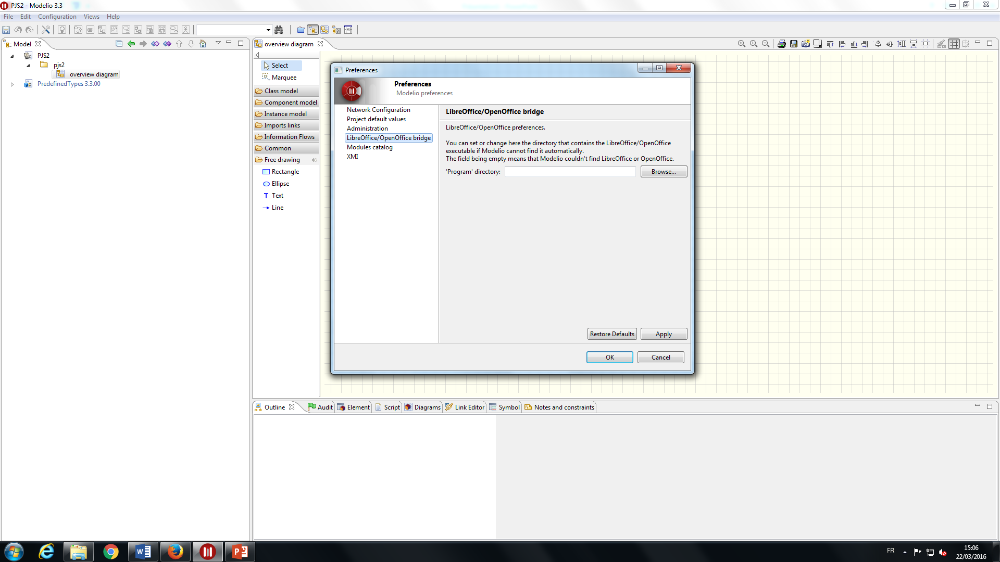 PJS2 - Modelio 3.3
File Edit Configuration Views Help
Model
PJS2
pjs2
overview diagram
PredefinedTypes 3.3.00
overview diagram
Select
Marquee
Class model
Component model
Instance model
Imports links
Information Flows
Common
Free drawing
Rectangle
Ellipse
T Text
Line
Preferences
Preferences
Modelio preferences
Network Configuration
Project default values
Administration
LibreOffice/OpenOffice bridge
Modules catalog
XMI
LibreOffice/OpenOffice bridge
LibreOffice/OpenOffice preferences.
You can set or change here the directory that contains the LibreOffice/OpenOffice
executable if Modelio cannot find it automatically.
The field being empty means that Modelio couldn't find LibreOffice or OpenOffice.
'Program' directory: Browse...
Restore Defaults Apply
OK Cancel
Outline Audit Element Script Diagrams Link Editor Symbol Notes and constraints
FR
15:06
22/03/2016